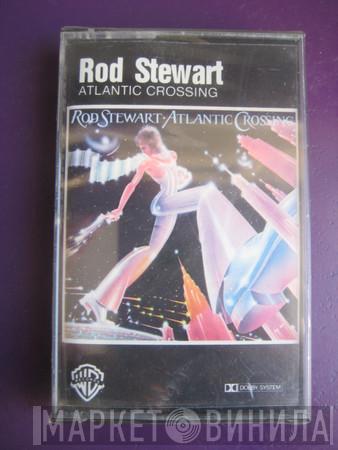 Rod Stewart
ATLANTIC CROSSING
ROD STEWART • ATLANTIC CROSSING
DOLBY SYSTEM
МАРКЕТ ВИНИЛА